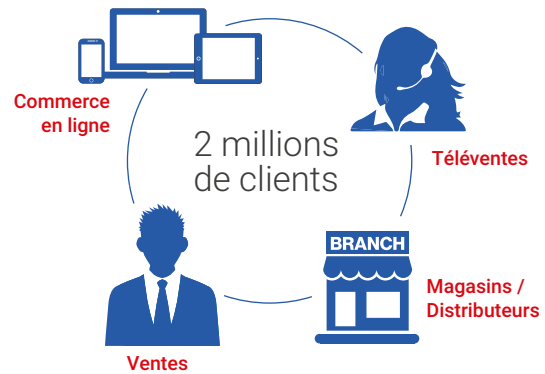 Commerce
en ligne
2 millions
de clients
Téléventes
BRANCH
Magasins /
Distributeurs
Ventes